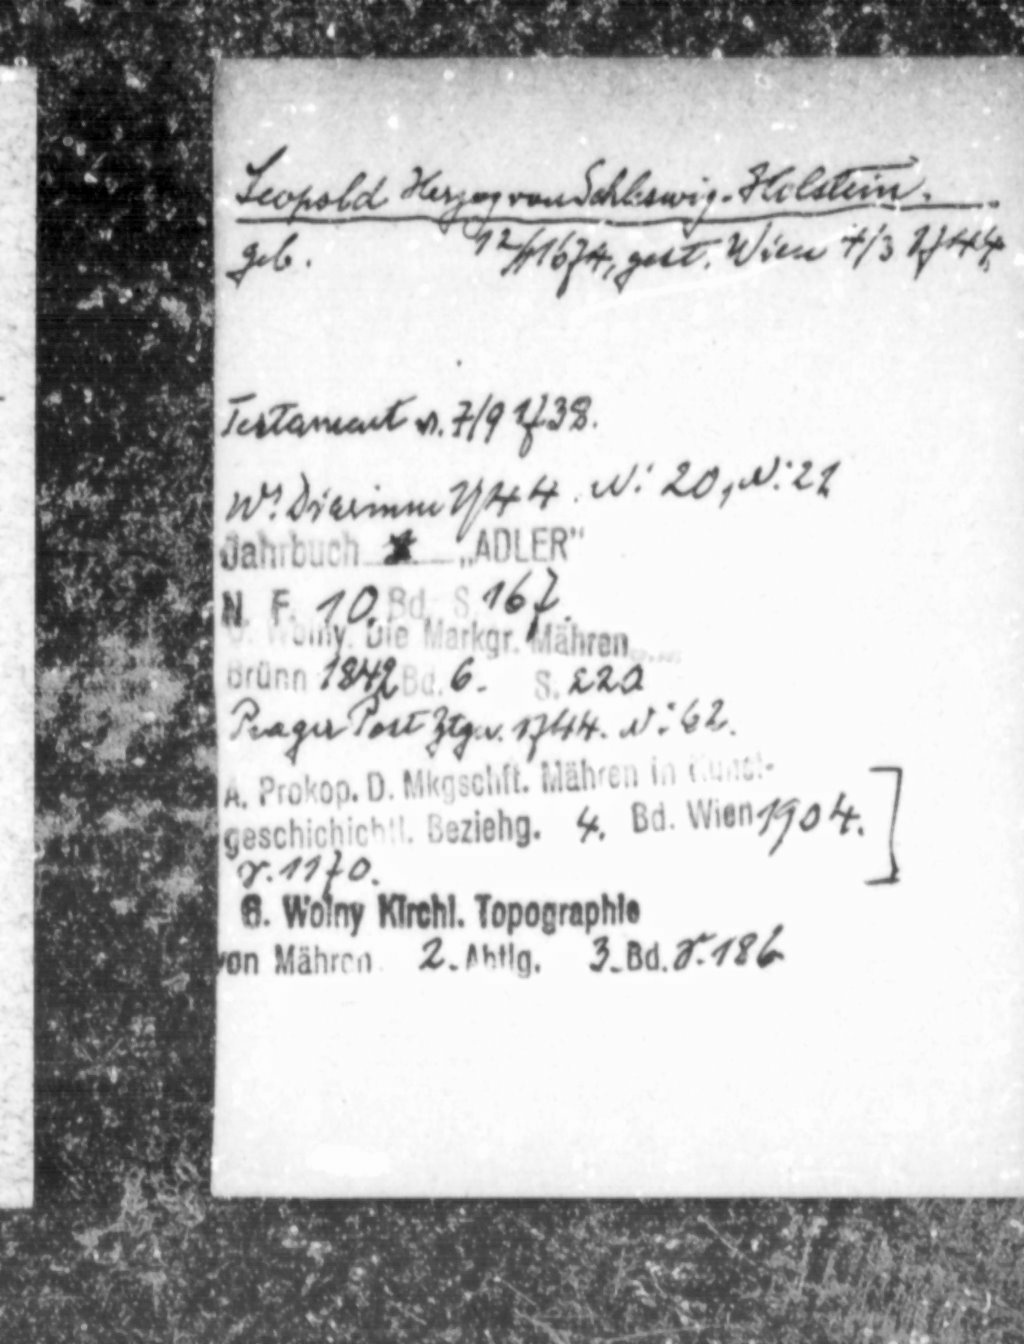 Leopold Herzog von Schleswig-Holstein.
geb. 12/11674, gest. Wien 4/3 1744
Testament v. 7/9 1738.
W. Diarium 1744. N: 20, N: 21
Jahrbuch „ADLER"
N. F. 10. Bd. S. 167.
G. Wolny. Die Markgr. Mähren
Brünn 1842 Bd. 6. S. 220
Prager Post Ztg. v. 1744. N: 62.
A. Prokop. D. Mkgschft. Mähren in Kunst-
geschichichtl. Beziehg. 4. Bd. Wien 1904.
S. 1170.
G. Wolny Kirchl. Topographie
von Mähren 2. Abtlg. 3. Bd. S. 186